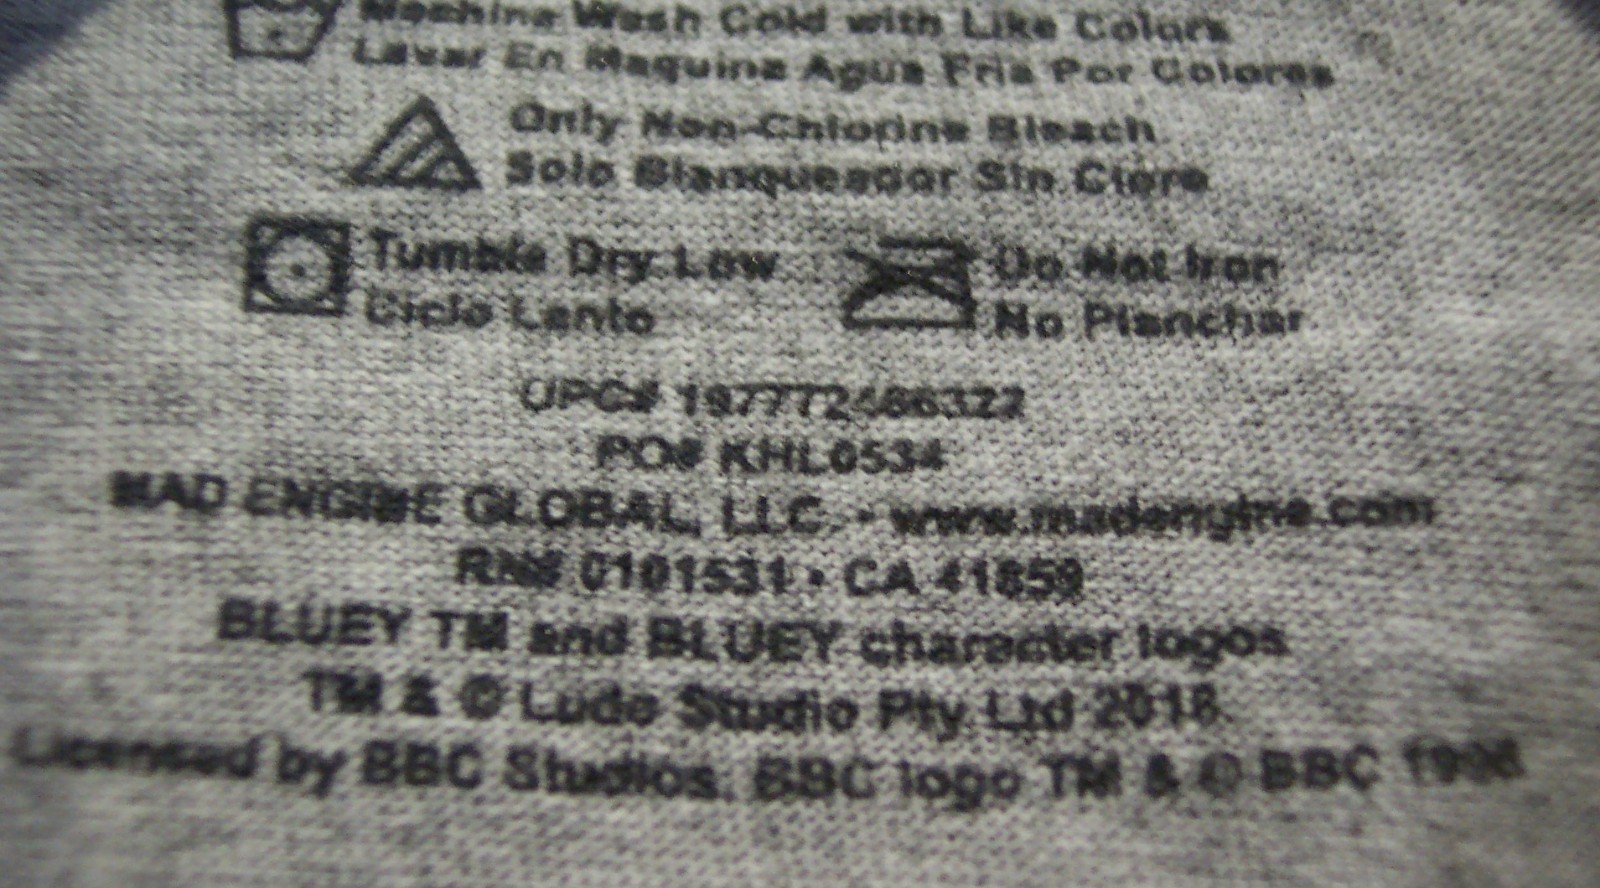 Machine Wash Cold with Like Colors
Lavar En Maquina Agua Fria Por Colores
Only Non-Chlorine Bleach
Solo Blanqueador Sin Cloro
Tumble Dry Low
Ciclo Lento
Do Not Iron
No Planchar
UPC#
PO# KHL0534
MAD ENGINE GLOBAL, LLC. • www.madengine.com
RN# 0101531 • CA 41859
BLUEY TM and BLUEY character logos
TM & © Ludo Studio Pty Ltd 2018.
Licensed by BBC Studios. BBC logo TM & © BBC 1996